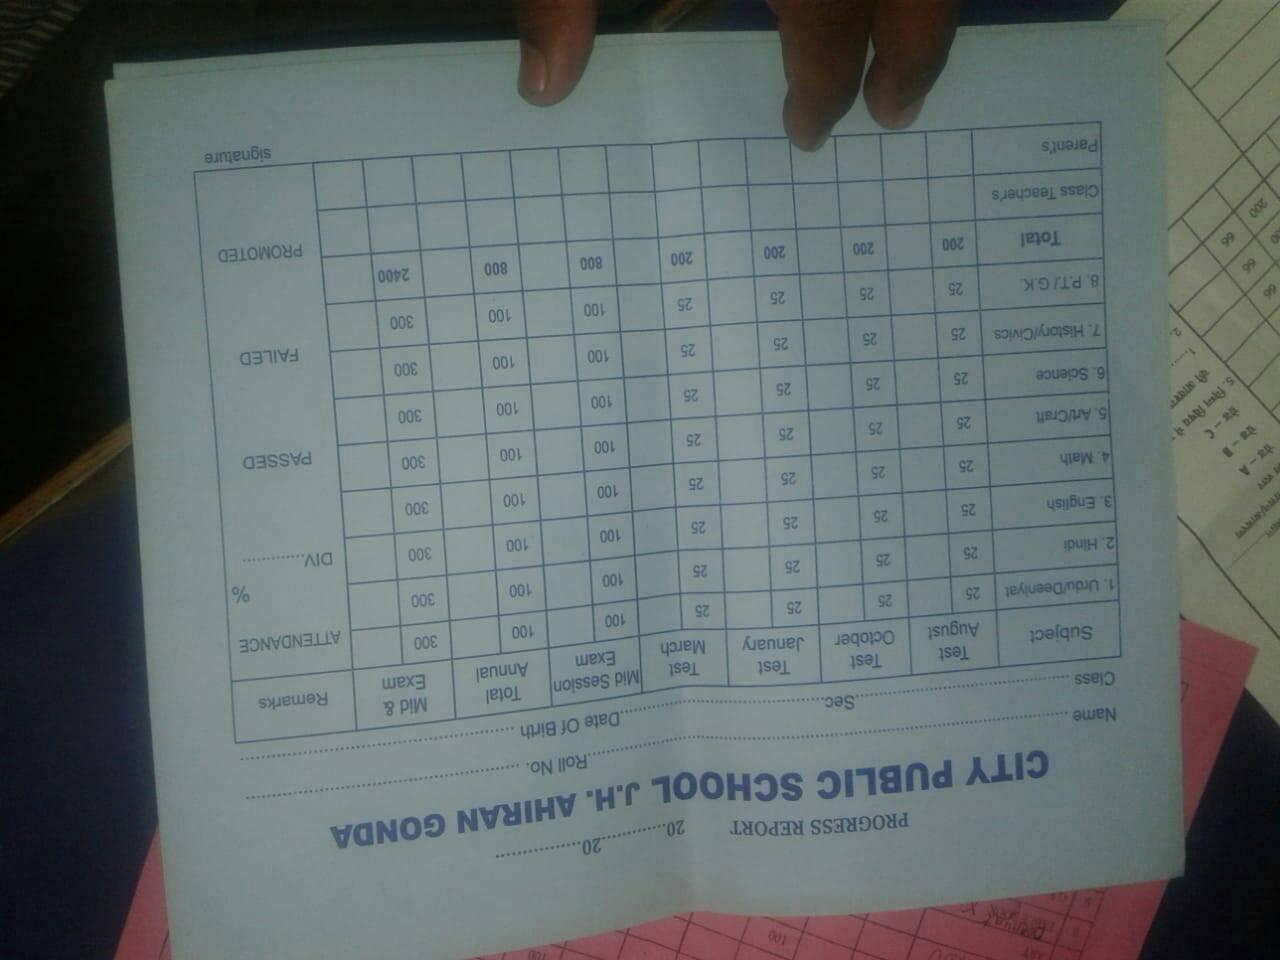 PROGRESS REPORT 20...............20................
CITY PUBLIC SCHOOL J.H. AHIRAN GONDA
Name ................................................Roll No. ................................................
Class ................................Sec................................Date Of Birth ................................
Subject Test August Test October Test January Test March Mid Session Exam Total Annual Mid & Exam Remarks
1. Urdu/Deeniyat 25 25 25 25 100 100 300 ATTENDANCE
2. Hindi 25 25 25 25 100 100 300 %
3. English 25 25 25 25 100 100 300 DIV..............
4. Math 25 25 25 25 100 100 300
5. Art/Craft 25 25 25 25 100 100 300 PASSED
6. Science 25 25 25 25 100 100 300
7. History/Civics 25 25 25 25 100 100 300 FAILED
8. P.T./ G.K. 25 25 25 25 100 100 300
Total 200 200 200 200 800 800 2400 PROMOTED
Class Teacher's
Parent's signature
200
66
66
66
ग्रेड - A
ग्रेड - B
ग्रेड - C
100
100